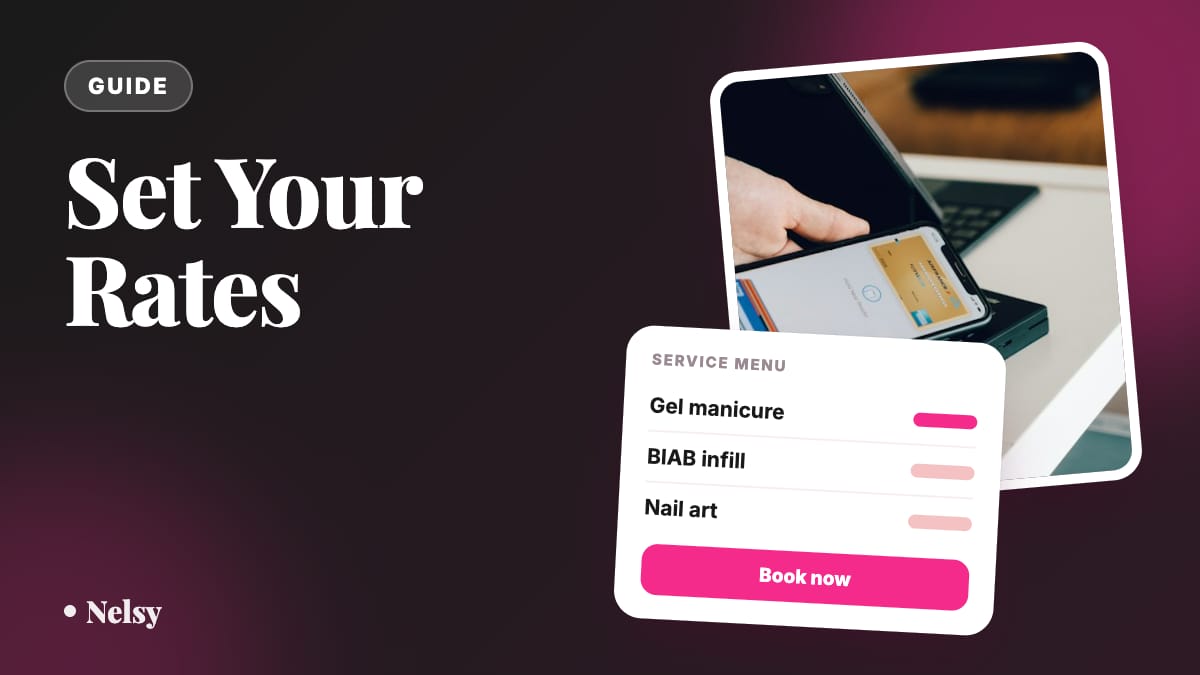 GUIDE
Set Your
Rates
SERVICE MENU
Gel manicure
BIAB infill
Nail art
Book now
Nelsy